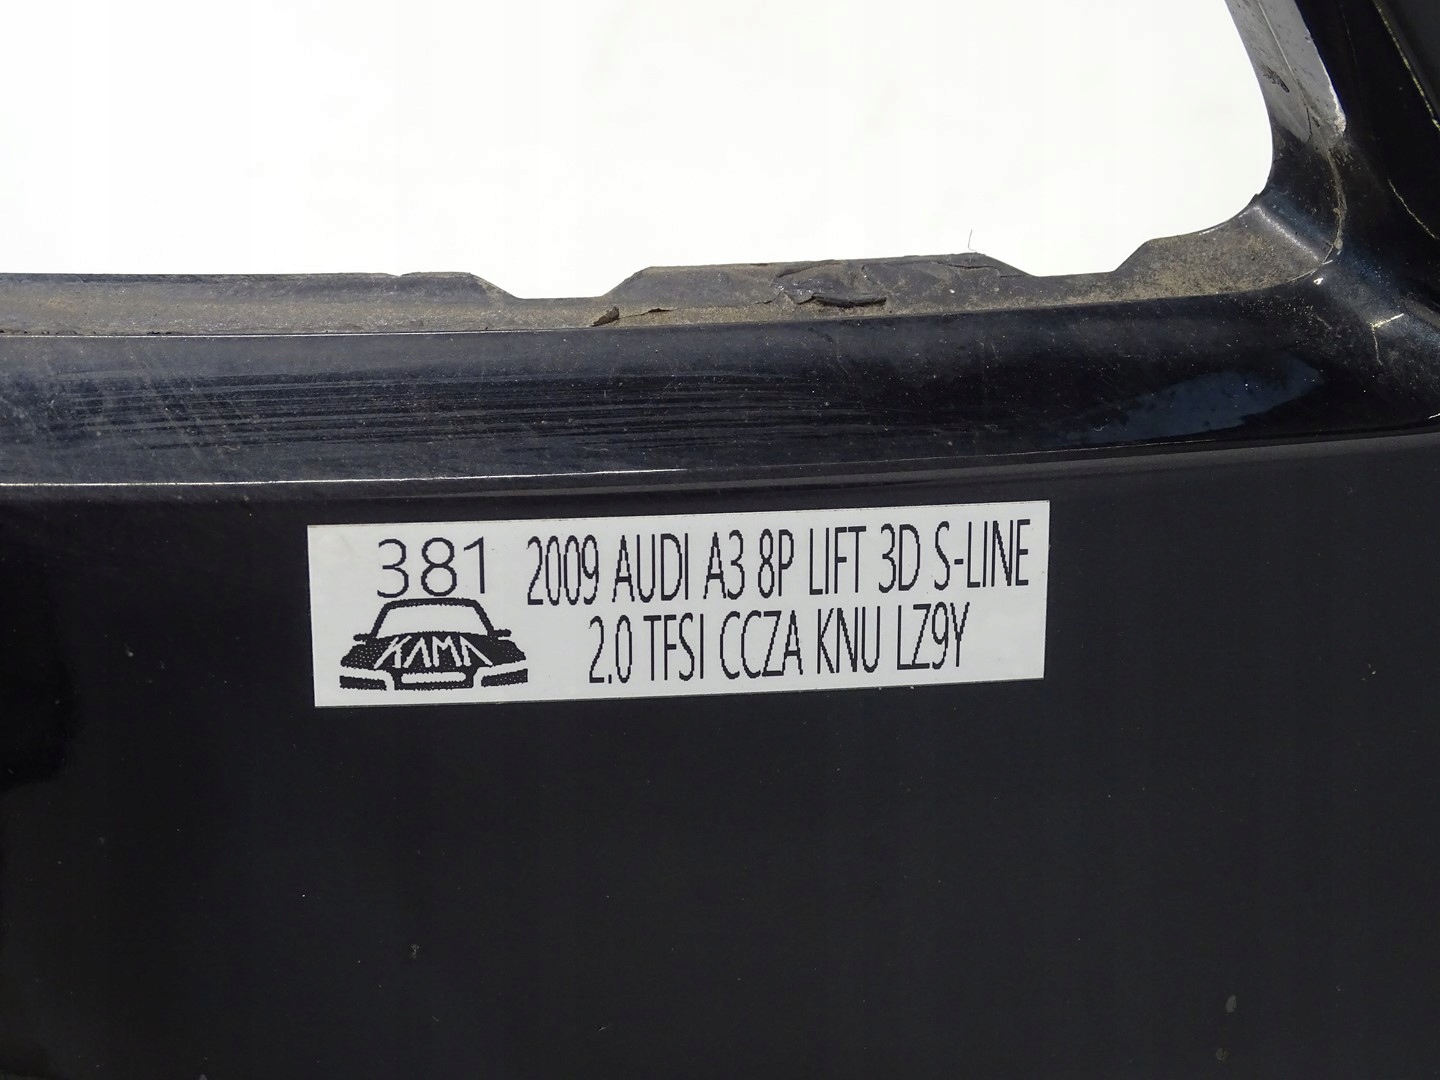 381
KAMA
2009 AUDI A3 8P LIFT 3D S-LINE
2.0 TFSI CCZA KNU LZ9Y